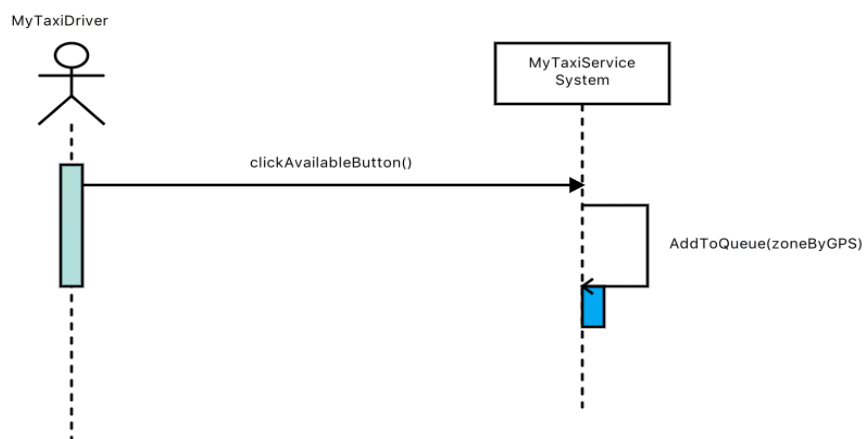 MyTaxiDriver
MyTaxiService
System
clickAvailableButton()
AddToQueue(zoneByGPS)